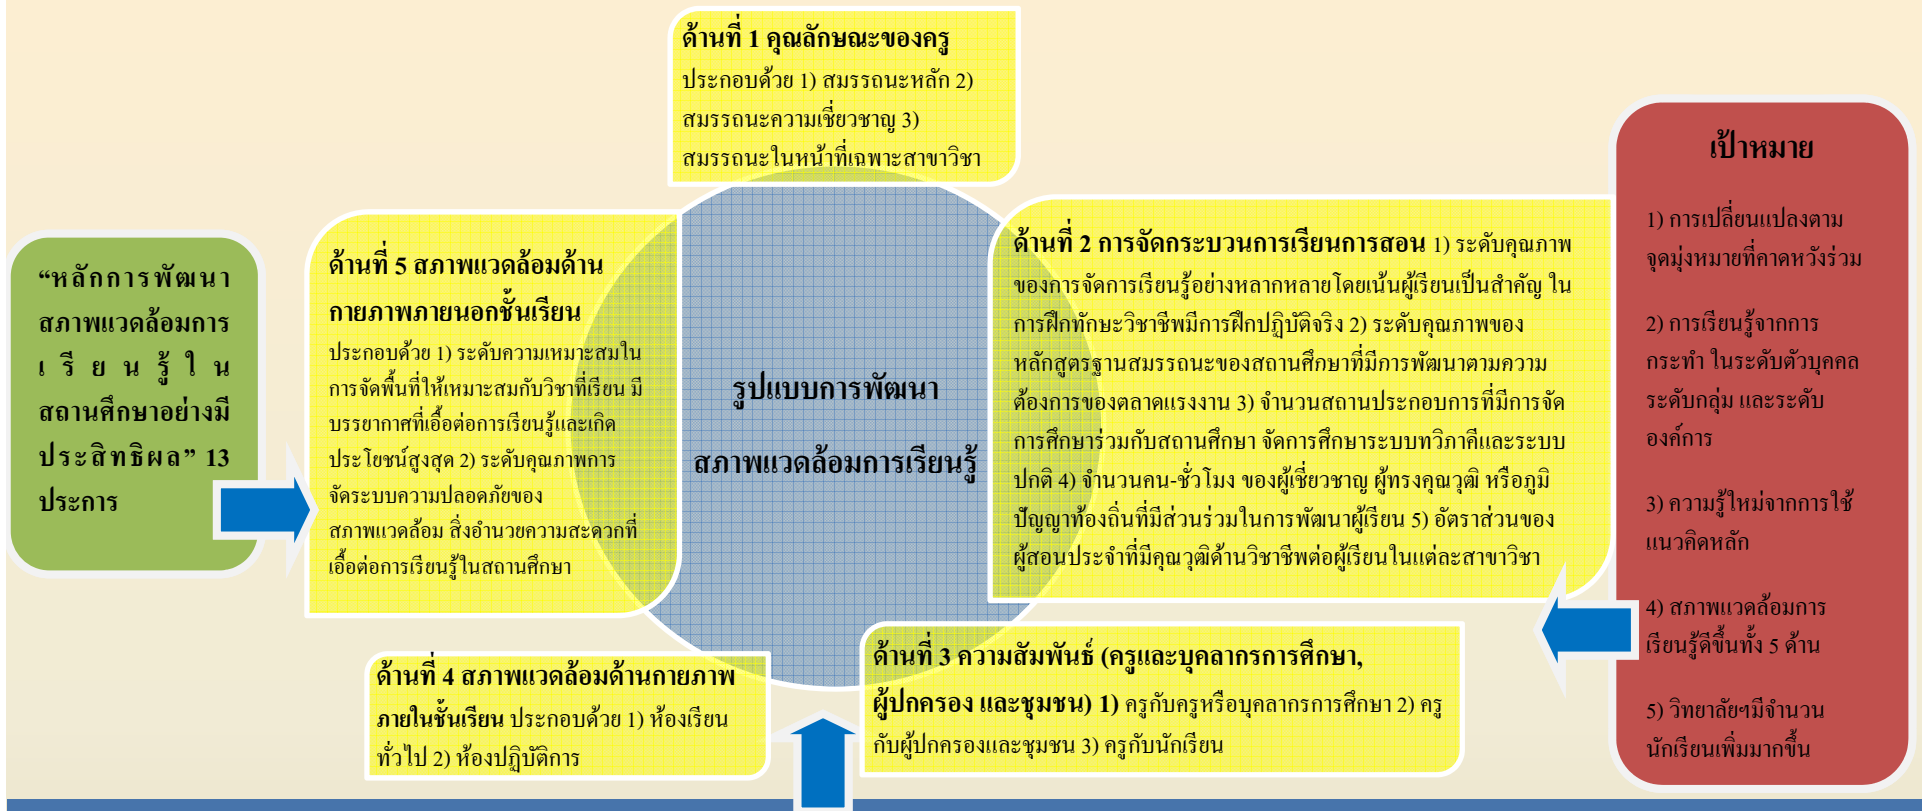 ด้านที่ 1 คุณลักษณะของครู
ประกอบด้วย 1) สมรรถนะหลัก 2)
สมรรถนะความเชี่ยวชาญ 3)
สมรรถนะในหน้าที่เฉพาะสาขาวิชา
“หลักการพัฒนา
สภาพแวดล้อมการ
เรียนรู้ใน
สถานศึกษาอย่างมี
ประสิทธิผล” 13
ประการ
ด้านที่ 5 สภาพแวดล้อมด้าน
กายภาพภายนอกชั้นเรียน
ประกอบด้วย 1) ระดับความเหมาะสมใน
การจัดพื้นที่ให้เหมาะสมกับวิชาที่เรียน มี
บรรยากาศที่เอื้อต่อการเรียนรู้และเกิด
ประโยชน์สูงสุด 2) ระดับคุณภาพการ
จัดระบบความปลอดภัยของ
สภาพแวดล้อม สิ่งอำนวยความสะดวกที่
เอื้อต่อการเรียนรู้ในสถานศึกษา
รูปแบบการพัฒนา
สภาพแวดล้อมการเรียนรู้
ด้านที่ 2 การจัดกระบวนการเรียนการสอน 1) ระดับคุณภาพ
ของการจัดการเรียนรู้อย่างหลากหลายโดยเน้นผู้เรียนเป็นสำคัญ ใน
การฝึกทักษะวิชาชีพมีการฝึกปฏิบัติจริง 2) ระดับคุณภาพของ
หลักสูตรฐานสมรรถนะของสถานศึกษาที่มีการพัฒนาตามความ
ต้องการของตลาดแรงงาน 3) จำนวนสถานประกอบการที่มีการจัด
การศึกษาร่วมกับสถานศึกษา จัดการศึกษาระบบทวิภาคีและระบบ
ปกติ 4) จำนวนคน-ชั่วโมง ของผู้เชี่ยวชาญ ผู้ทรงคุณวุฒิ หรือภูมิ
ปัญญาท้องถิ่นที่มีส่วนร่วมในการพัฒนาผู้เรียน 5) อัตราส่วนของ
ผู้สอนประจำที่มีคุณวุฒิด้านวิชาชีพต่อผู้เรียนในแต่ละสาขาวิชา
ด้านที่ 4 สภาพแวดล้อมด้านกายภาพ
ภายในชั้นเรียน ประกอบด้วย 1) ห้องเรียน
ทั่วไป 2) ห้องปฏิบัติการ
ด้านที่ 3 ความสัมพันธ์ (ครูและบุคลากรการศึกษา,
ผู้ปกครอง และชุมชน) 1) ครูกับครูหรือบุคลากรการศึกษา 2) ครู
กับผู้ปกครองและชุมชน 3) ครูกับนักเรียน
เป้าหมาย
1) การเปลี่ยนแปลงตาม
จุดมุ่งหมายที่คาดหวังร่วม
2) การเรียนรู้จากการ
กระทำ ในระดับตัวบุคคล
ระดับกลุ่ม และระดับ
องค์การ
3) ความรู้ใหม่จากการใช้
แนวคิดหลัก
4) สภาพแวดล้อมการ
เรียนรู้ดีขึ้นทั้ง 5 ด้าน
5) วิทยาลัยฯมีจำนวน
นักเรียนเพิ่มมากขึ้น